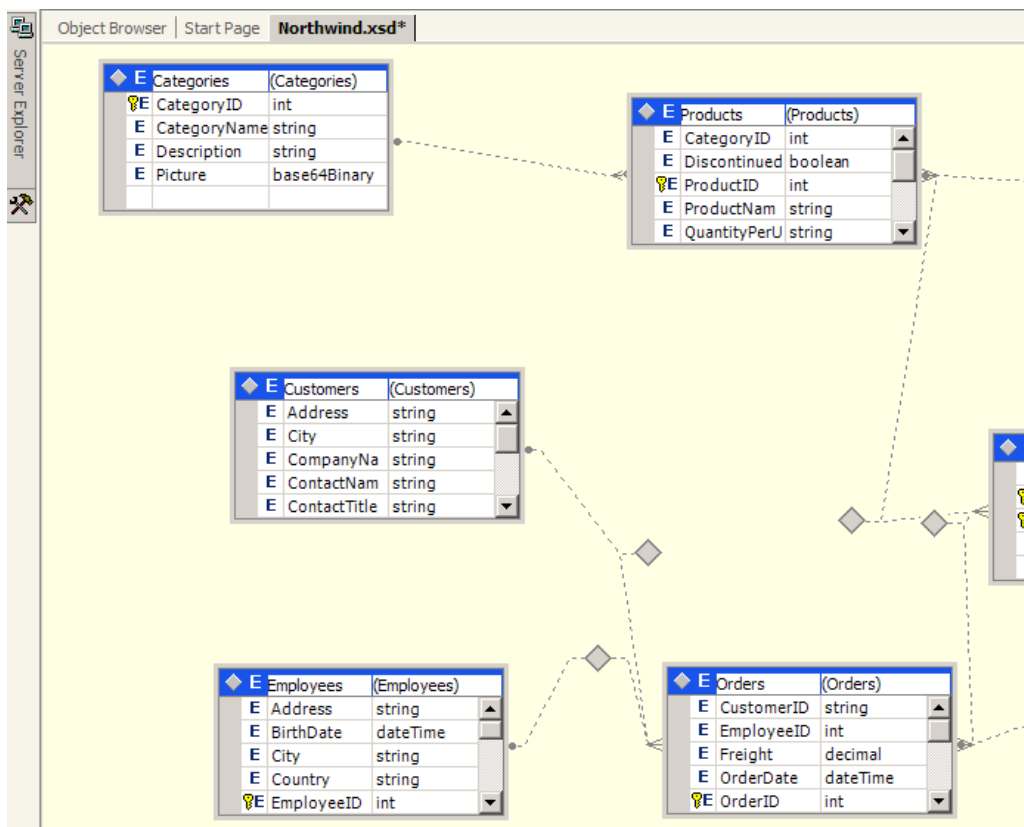 Object Browser Start Page Northwind.xsd*
Server Explorer
E Categories (Categories)
E CategoryID int
E CategoryName string
E Description string
E Picture base64Binary
E Products (Products)
E CategoryID int
E Discontinued boolean
E ProductID int
E ProductNam string
E QuantityPerU string
E Customers (Customers)
E Address string
E City string
E CompanyNa string
E ContactNam string
E ContactTitle string
E Employees (Employees)
E Address string
E BirthDate dateTime
E City string
E Country string
E EmployeeID int
E Orders (Orders)
E CustomerID string
E EmployeeID int
E Freight decimal
E OrderDate dateTime
E OrderID int